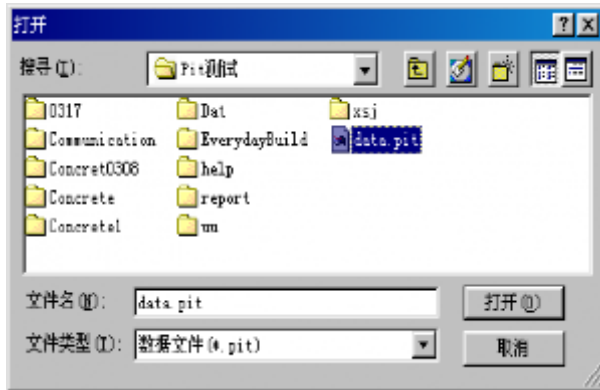 打开
搜寻(I): Pit测试
0317 Dat xsj
Communication EverydayBuild data.pit
Concret0308 help
Concrete report
Concrete1
文件名(N): data.pit 打开(O)
文件类型(T): 数据文件(*.pit) 取消